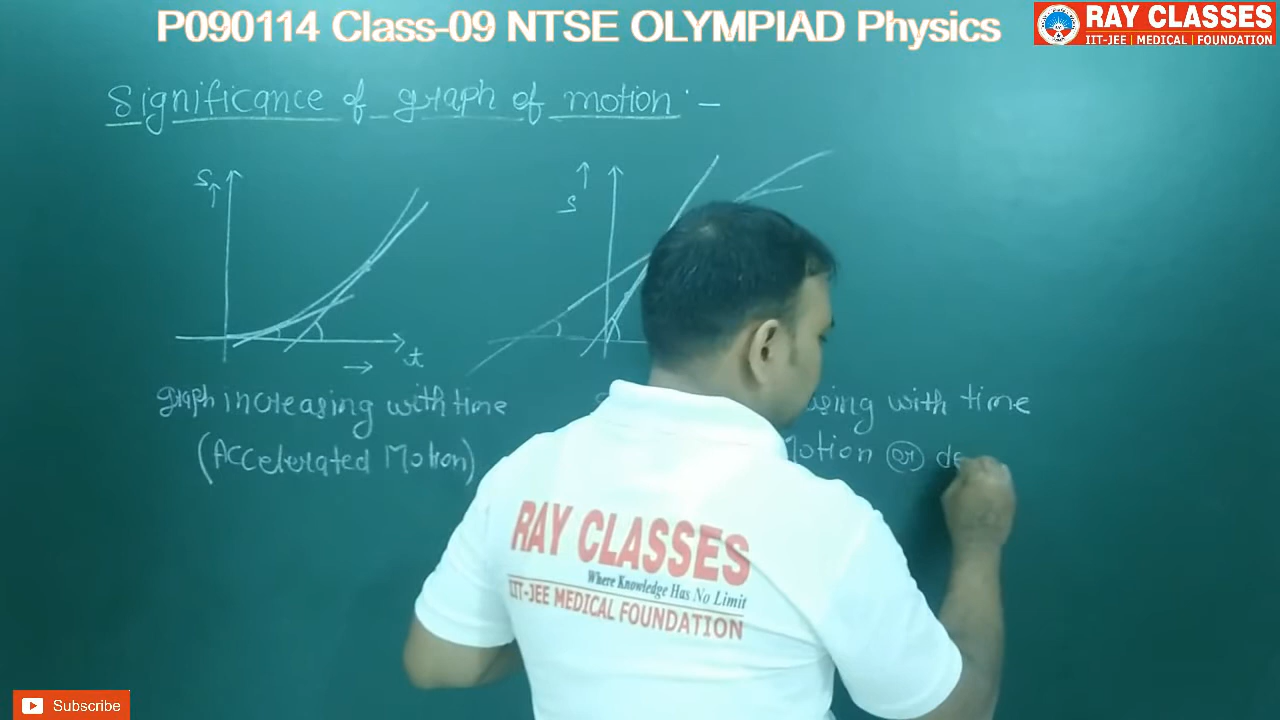 P090114 Class-09 NTSE OLYMPIAD Physics
RAY CLASSES
IIT-JEE | MEDICAL | FOUNDATION
Significance of graph of motion :-
S
t
S
graph increasing with time
(Accelerated Motion)
with time
Motion or de
RAY CLASSES
Where Knowledge Has No Limit
IIT-JEE MEDICAL FOUNDATION
Subscribe